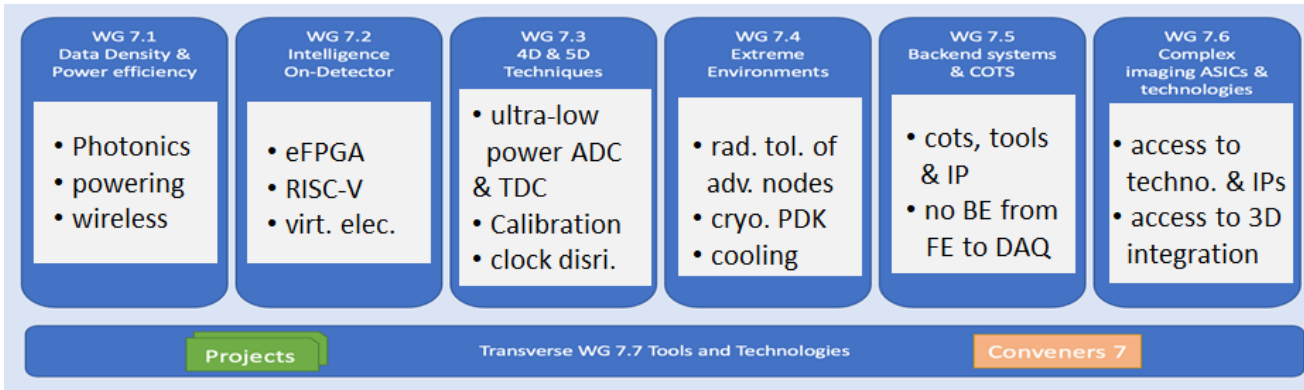 WG 7.1
Data Density &
Power efficiency
• Photonics
• powering
• wireless
WG 7.2
Intelligence
On-Detector
• eFPGA
• RISC-V
• virt. elec.
WG 7.3
4D & 5D
Techniques
• ultra-low
power ADC
& TDC
• Calibration
• clock disri.
WG 7.4
Extreme
Environments
• rad. tol. of
adv. nodes
• cryo. PDK
• cooling
WG 7.5
Backend systems
& COTS
• cots, tools
& IP
• no BE from
FE to DAQ
WG 7.6
Complex
imaging ASICs &
technologies
• access to
techno. & IPs
• access to 3D
integration
Projects
Transverse WG 7.7 Tools and Technologies
Conveners 7